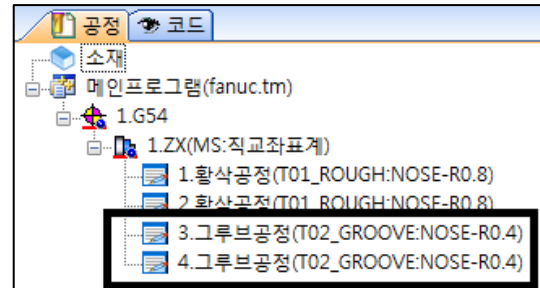 공정 코드
소재
메인프로그램(fanuc.tm)
1.G54
1.ZX(MS:직교좌표계)
1.황삭공정(T01_ROUGH:NOSE-R0.8)
2.황삭공정(T01_ROUGH:NOSE-R0.8)
3.그루브공정(T02_GROOVE:NOSE-R0.4)
4.그루브공정(T02_GROOVE:NOSE-R0.4)